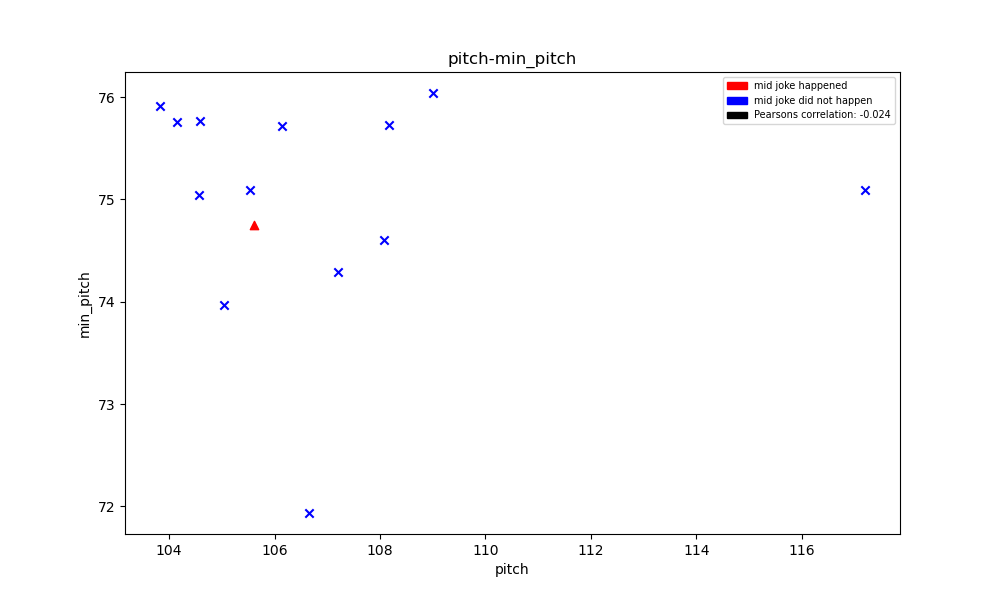 pitch-min_pitch
mid joke happened
mid joke did not happen
Pearsons correlation: -0.024
76
75
74
73
72
min_pitch
104
106
108
110
112
114
116
pitch